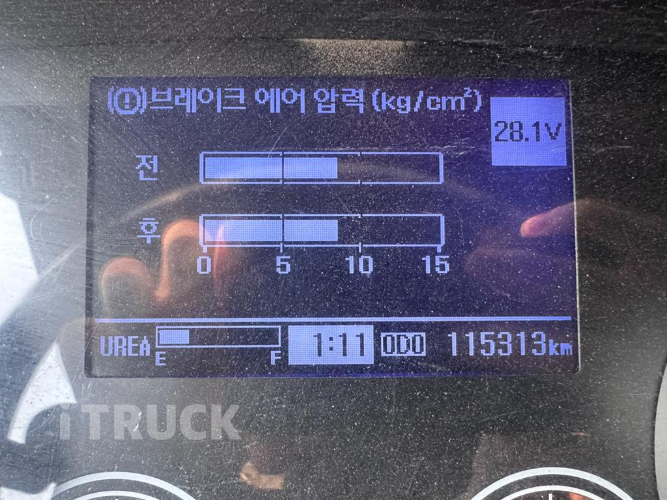 (!)브레이크 에어 압력 (kg/cm²)
28.1V
전
후
0 5 10 15
UREA E F 1:11 ODO 115313km
iTRUCK